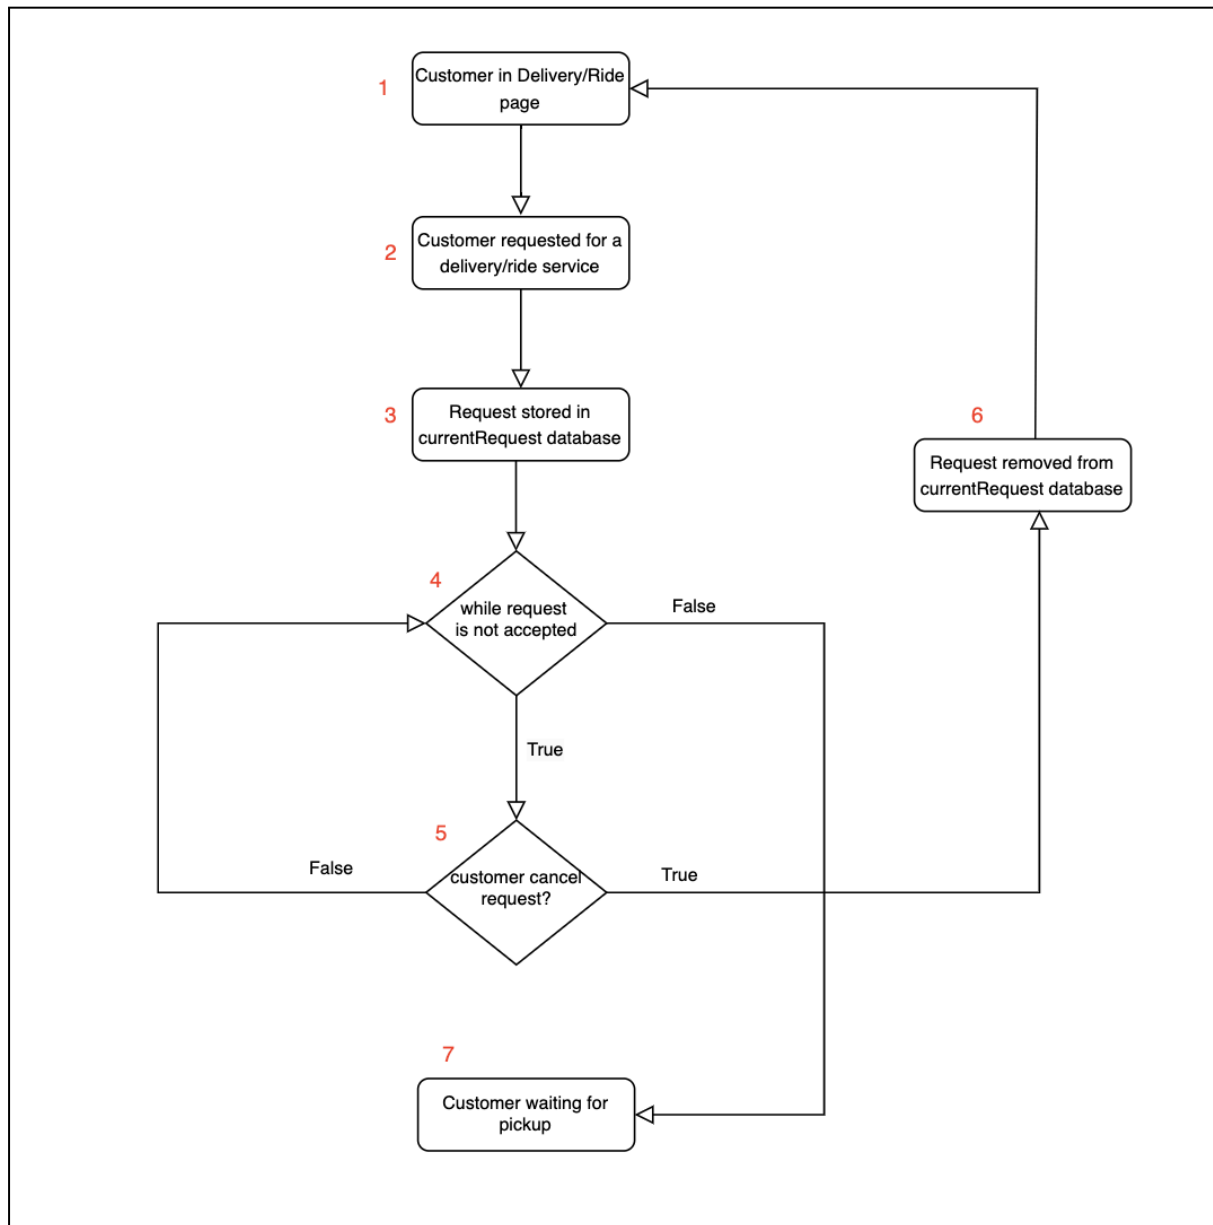 1
Customer in Delivery/Ride
page
2
Customer requested for a
delivery/ride service
3
Request stored in
currentRequest database
6
Request removed from
currentRequest database
4
while request
is not accepted
False
True
5
customer cancel
request?
False
True
7
Customer waiting for
pickup